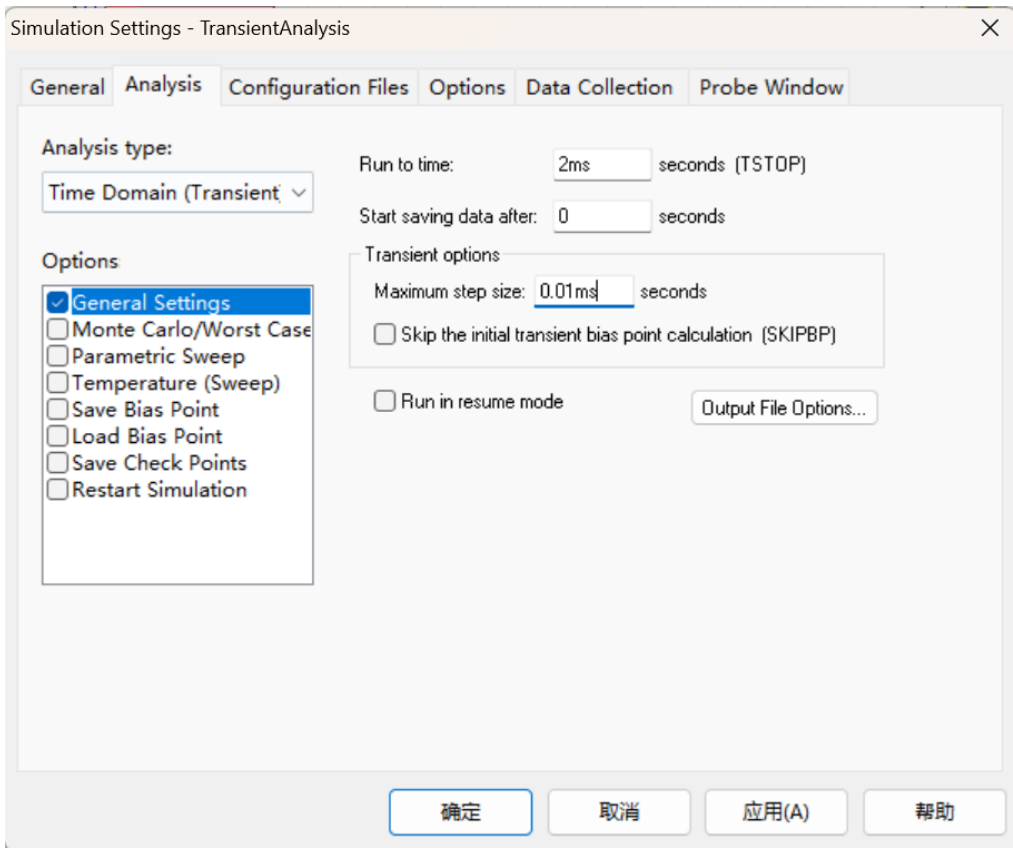 Simulation Settings - TransientAnalysis
General Analysis Configuration Files Options Data Collection Probe Window
Analysis type:
Time Domain (Transient)
Run to time: 2ms seconds (TSTOP)
Start saving data after: 0 seconds
Options
Transient options
General Settings
Monte Carlo/Worst Case
Parametric Sweep
Temperature (Sweep)
Save Bias Point
Load Bias Point
Save Check Points
Restart Simulation
Maximum step size: 0.01ms seconds
Skip the initial transient bias point calculation (SKIPBP)
Run in resume mode
Output File Options...
确定 取消 应用(A) 帮助